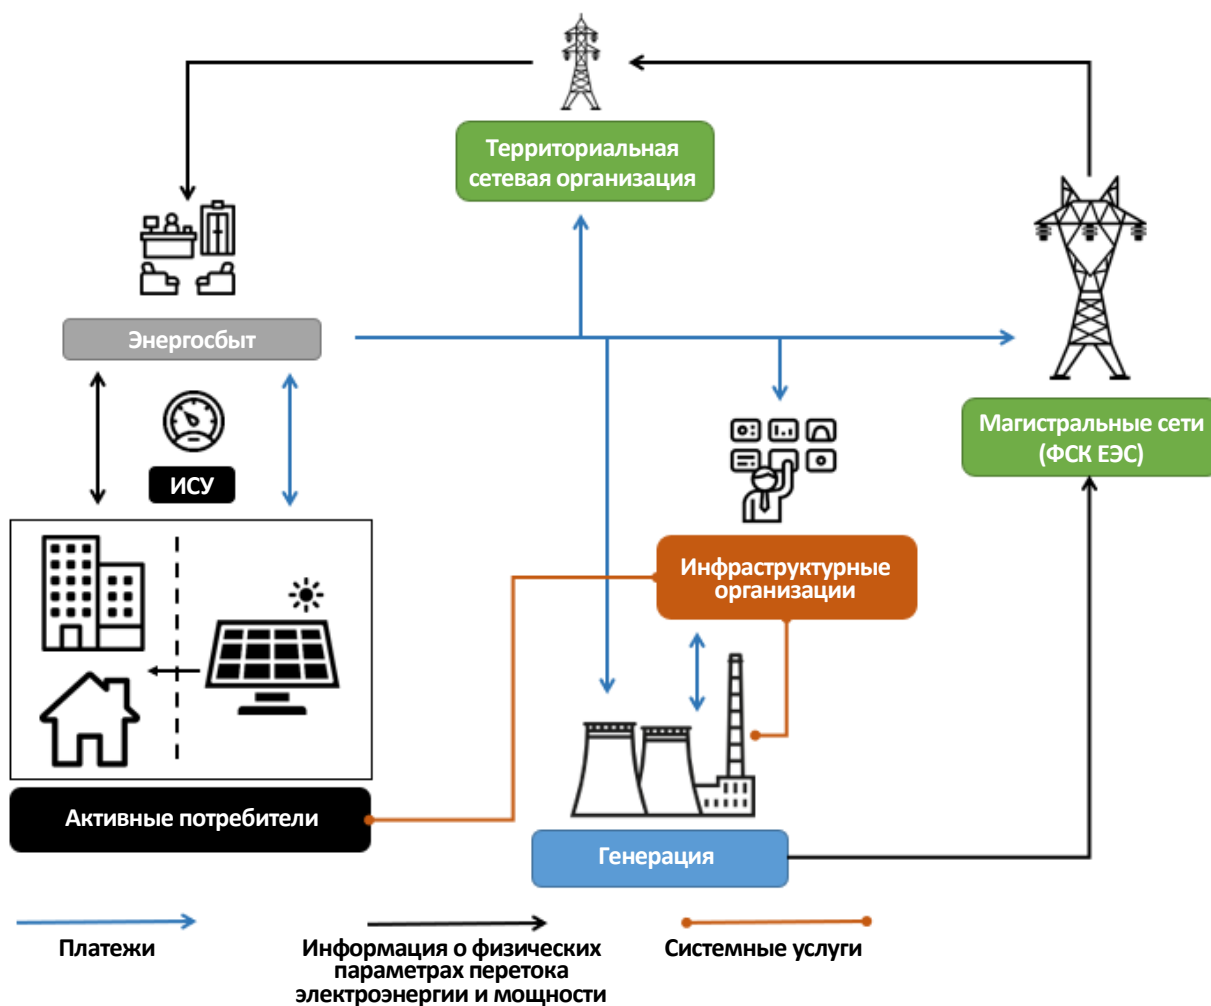 Территориальная
сетевая организация
Энергосбыт
ИСУ
Магистральные сети
(ФСК ЕЭС)
Инфраструктурные
организации
Активные потребители
Генерация
Платежи
Информация о физических
параметрах перетока
электроэнергии и мощности
Системные услуги